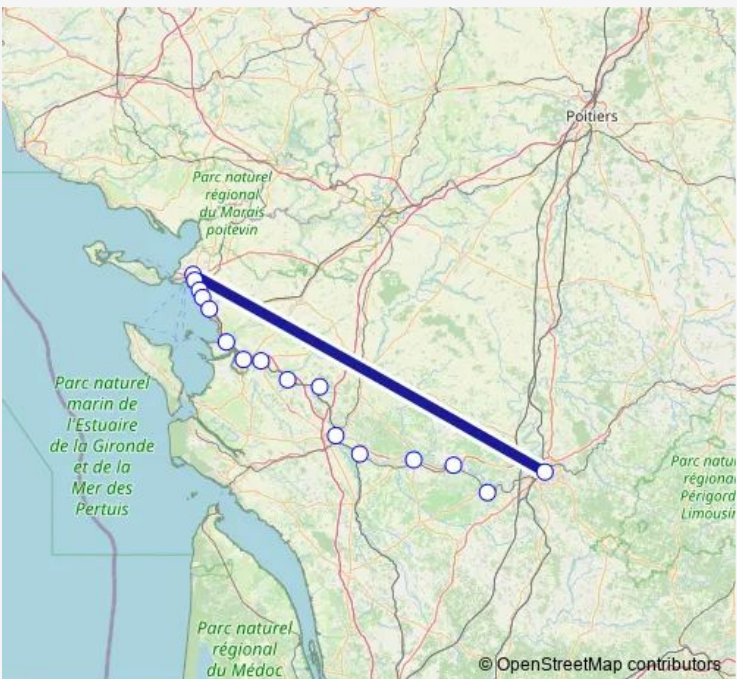 Poitiers
Parc naturel
régional
du Marais
poitevin
Parc naturel
marin de
l'Estuaire
de la Gironde
et de la
Mer des
Pertuis
Parc natu
régiona
Périgord
Limousin
Parc naturel
régional
du Médoc
© OpenStreetMap contributors